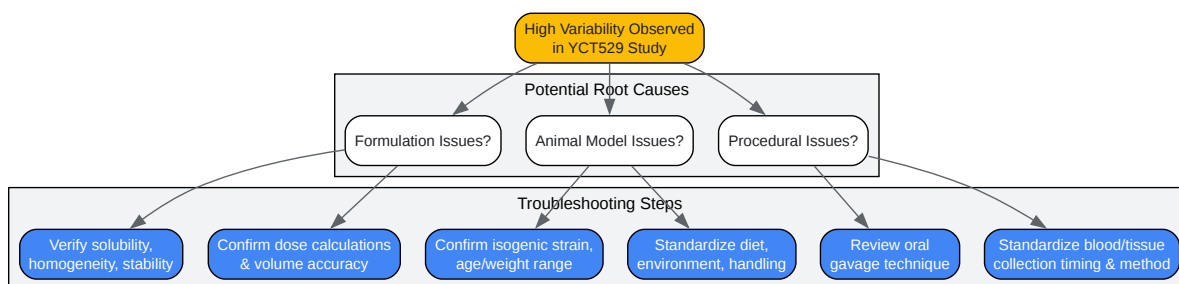 High Variability Observed
in YCT529 Study
Potential Root Causes
Formulation Issues?
Animal Model Issues?
Procedural Issues?
Troubleshooting Steps
Verify solubility,
homogeneity, stability
Confirm dose calculations
& volume accuracy
Confirm isogenic strain,
age/weight range
Standardize diet,
environment, handling
Review oral
gavage technique
Standardize blood/tissue
collection timing & method